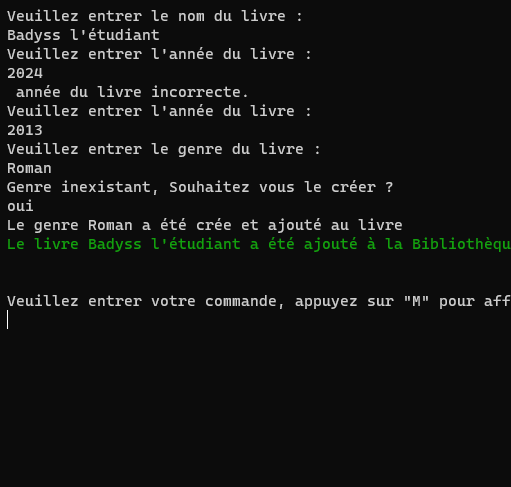 Veuillez entrer le nom du livre :
Badyss l'étudiant
Veuillez entrer l'année du livre :
2024
 année du livre incorrecte.
Veuillez entrer l'année du livre :
2013
Veuillez entrer le genre du livre :
Roman
Genre inexistant, Souhaitez vous le créer ?
oui
Le genre Roman a été crée et ajouté au livre
Le livre Badyss l'étudiant a été ajouté à la Bibliothèqu
Veuillez entrer votre commande, appuyez sur "M" pour aff